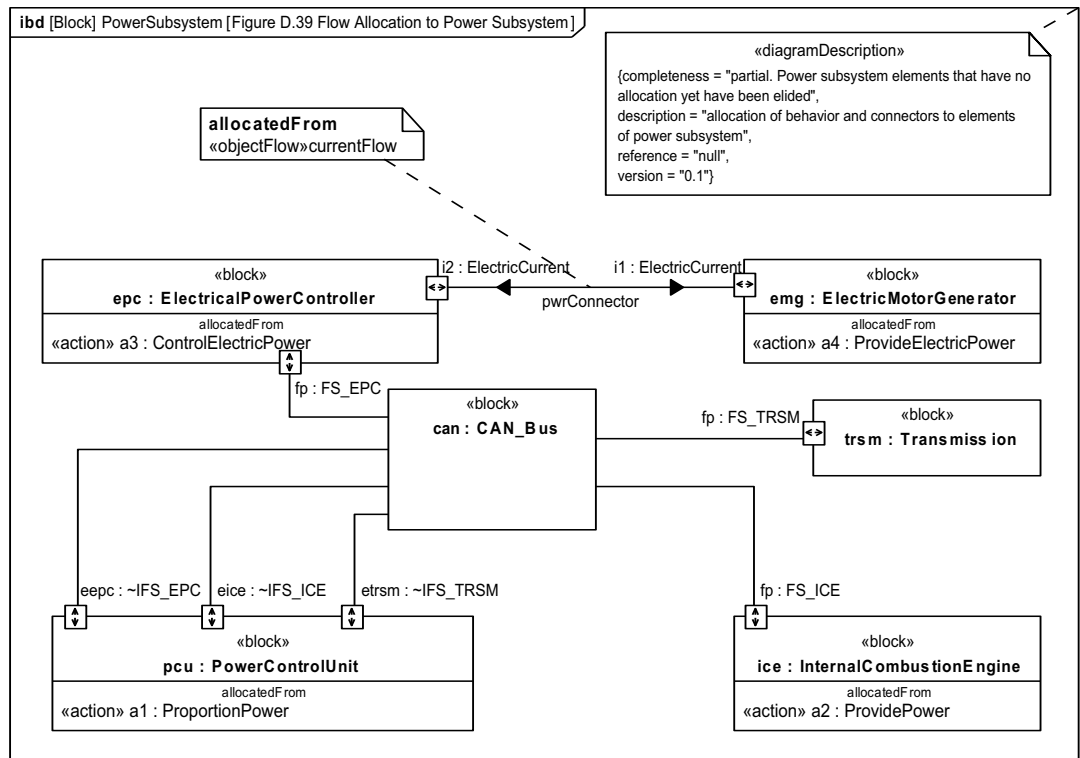 ibd [Block] PowerSubsystem [Figure D.39 Flow Allocation to Power Subsystem]
«diagramDescription»
{completeness = "partial. Power subsystem elements that have no
allocation yet have been elided",
description = "allocation of behavior and connectors to elements
of power subsystem",
reference = "null",
version = "0.1"}
allocatedFrom
«objectFlow»currentFlow
i2 : ElectricCurrent
i1 : ElectricCurrent
pwrConnector
«block»
epc : ElectricalPowerController
allocatedFrom
«action» a3 : ControlElectricPower
«block»
emg : ElectricMotorGenerator
allocatedFrom
«action» a4 : ProvideElectricPower
fp : FS_EPC
«block»
can : CAN_Bus
fp : FS_TRSM
«block»
trsm : Transmission
eepc : ~IFS_EPC
eice : ~IFS_ICE
etrsm : ~IFS_TRSM
fp : FS_ICE
«block»
pcu : PowerControlUnit
allocatedFrom
«action» a1 : ProportionPower
«block»
ice : InternalCombustionEngine
allocatedFrom
«action» a2 : ProvidePower